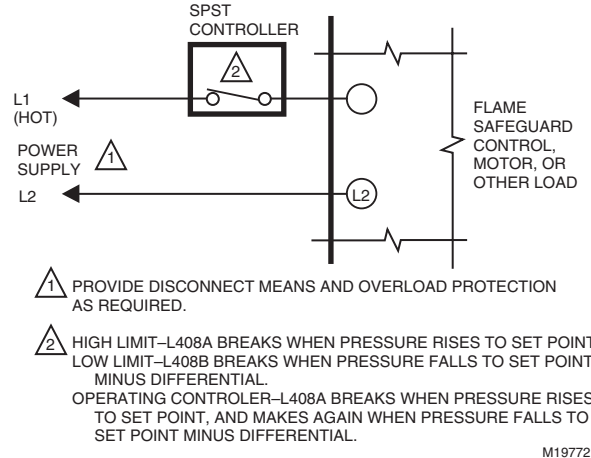 SPST
CONTROLLER
2
L1
(HOT)
POWER
SUPPLY
1
L2
L2
FLAME
SAFEGUARD
CONTROL,
MOTOR, OR
OTHER LOAD
1 PROVIDE DISCONNECT MEANS AND OVERLOAD PROTECTION
AS REQUIRED.
2 HIGH LIMIT–L408A BREAKS WHEN PRESSURE RISES TO SET POINT
LOW LIMIT–L408B BREAKS WHEN PRESSURE FALLS TO SET POINT
MINUS DIFFERENTIAL.
OPERATING CONTROLER–L408A BREAKS WHEN PRESSURE RISES
TO SET POINT, AND MAKES AGAIN WHEN PRESSURE FALLS TO
SET POINT MINUS DIFFERENTIAL.
M19772